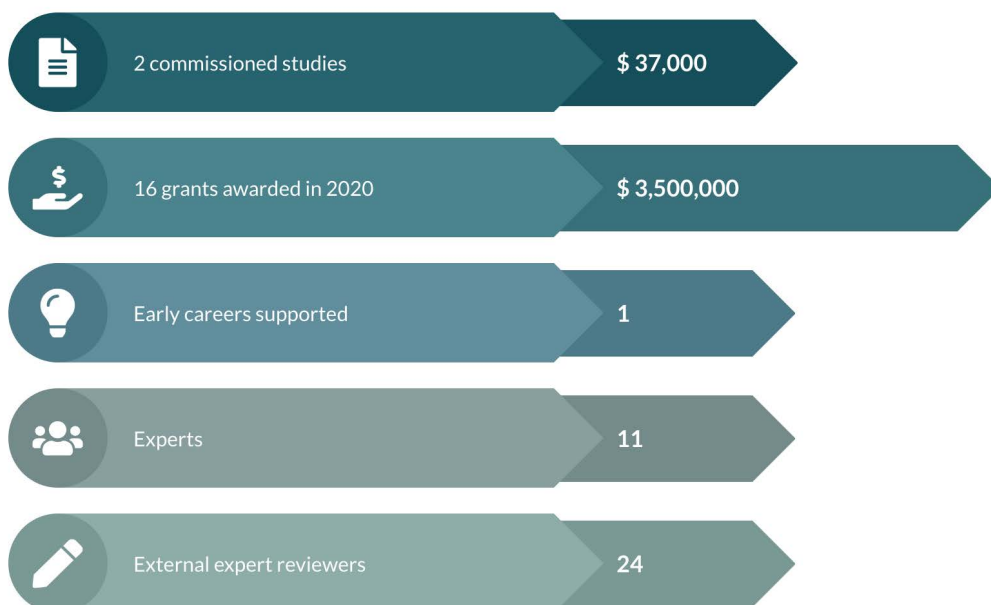 2 commissioned studies $ 37,000
16 grants awarded in 2020 $ 3,500,000
Early careers supported 1
Experts 11
External expert reviewers 24